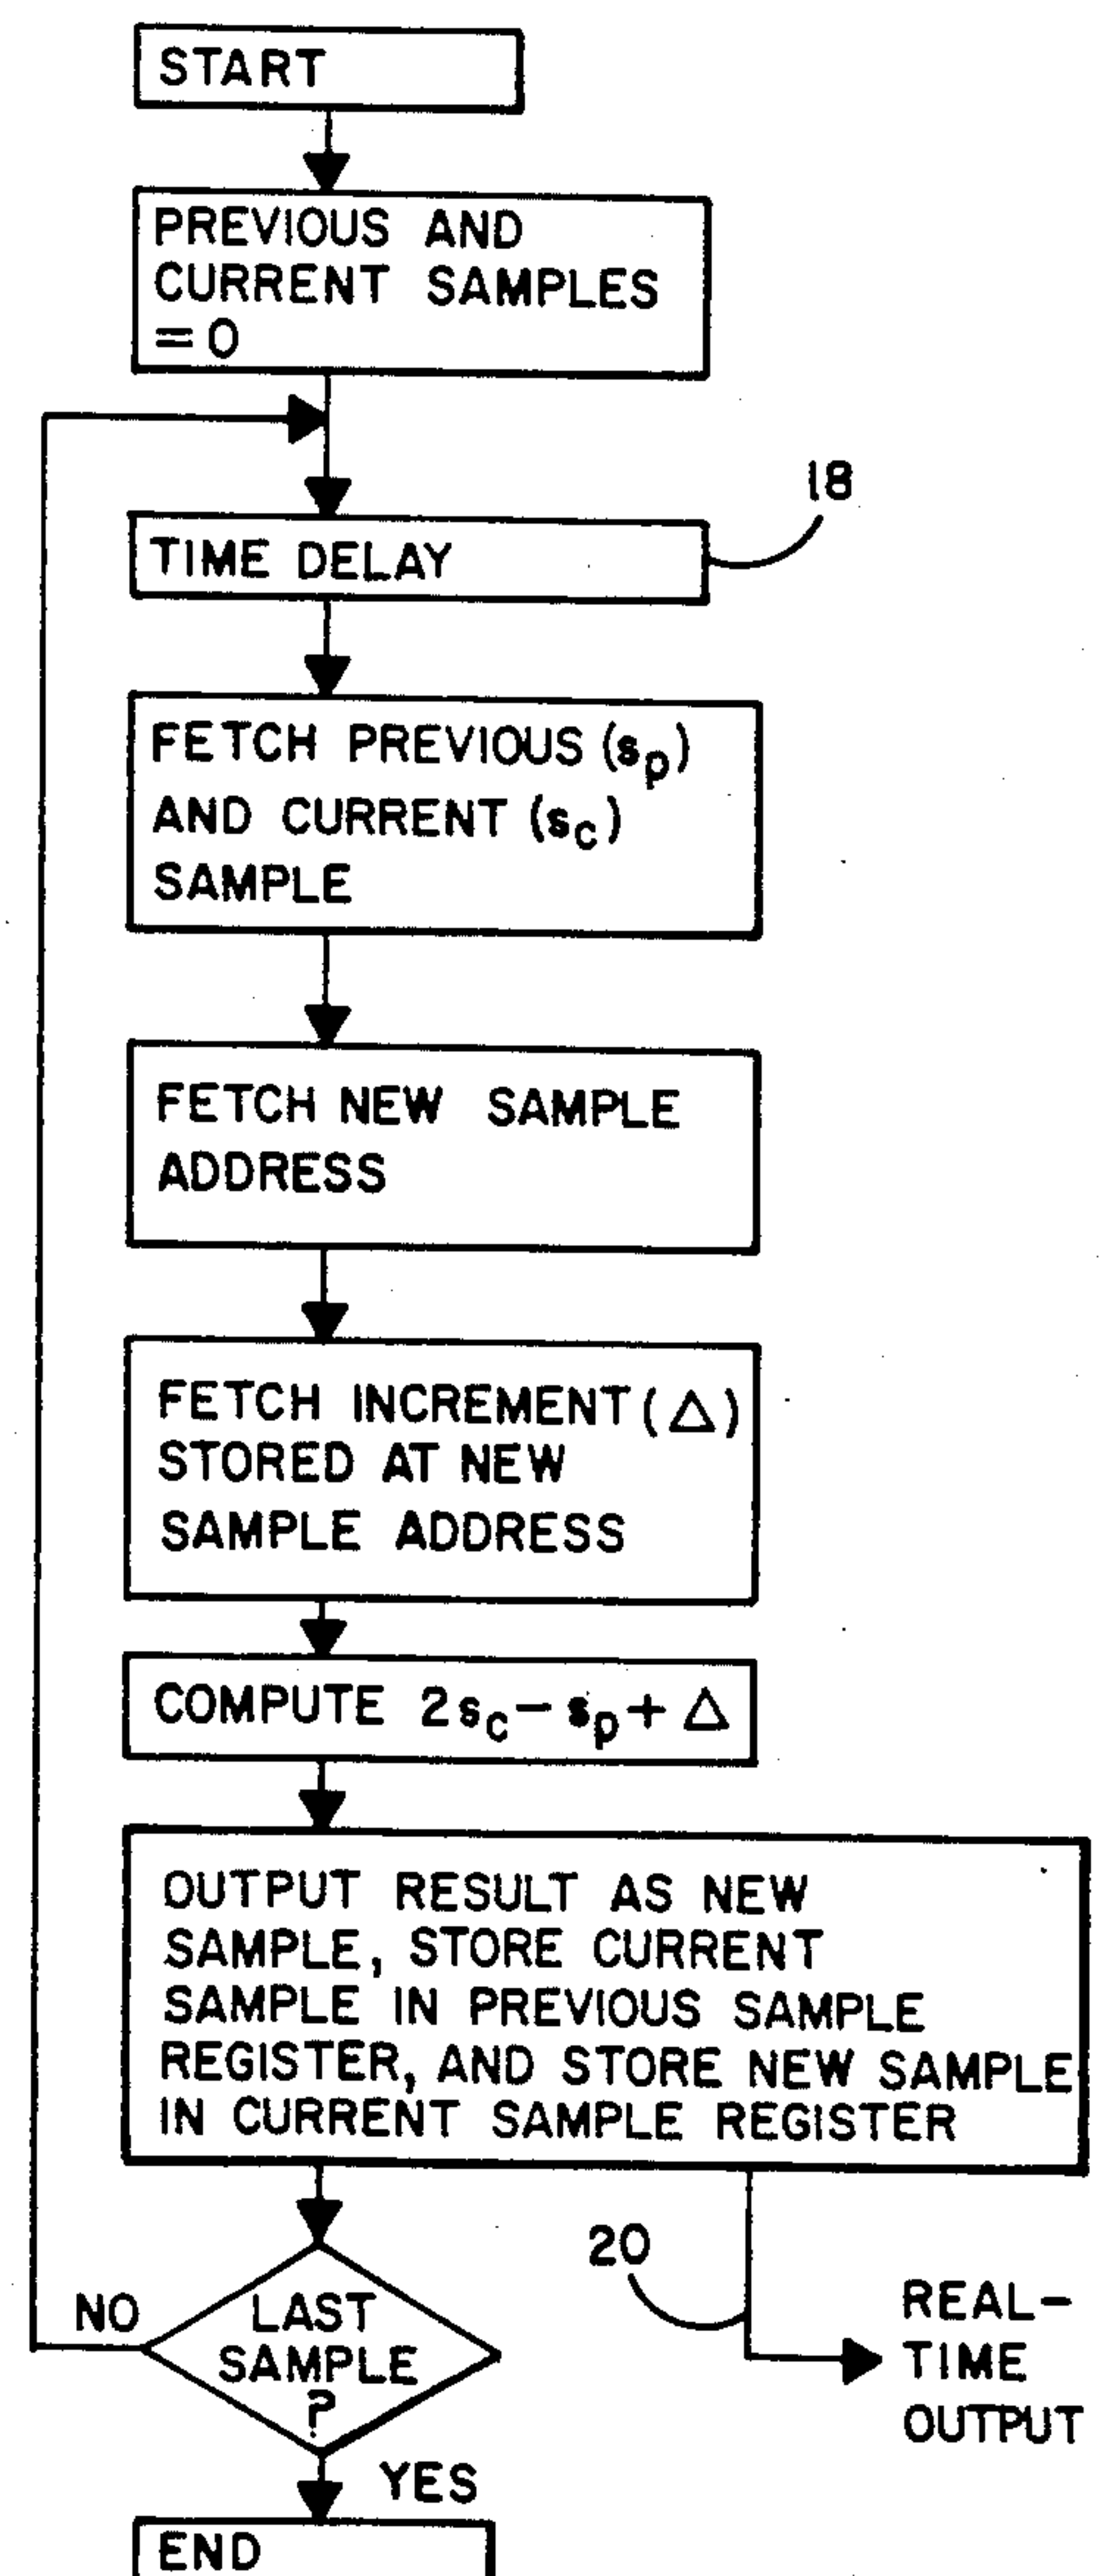 START
PREVIOUS AND
CURRENT SAMPLES
= 0
18
TIME DELAY
FETCH PREVIOUS (sp)
AND CURRENT (sc)
SAMPLE
FETCH NEW SAMPLE
ADDRESS
FETCH INCREMENT (△)
STORED AT NEW
SAMPLE ADDRESS
COMPUTE 2sc – sp + △
OUTPUT RESULT AS NEW
SAMPLE, STORE CURRENT
SAMPLE IN PREVIOUS SAMPLE
REGISTER, AND STORE NEW SAMPLE
IN CURRENT SAMPLE REGISTER
20
NO
LAST
SAMPLE
?
REAL–
TIME
OUTPUT
YES
END